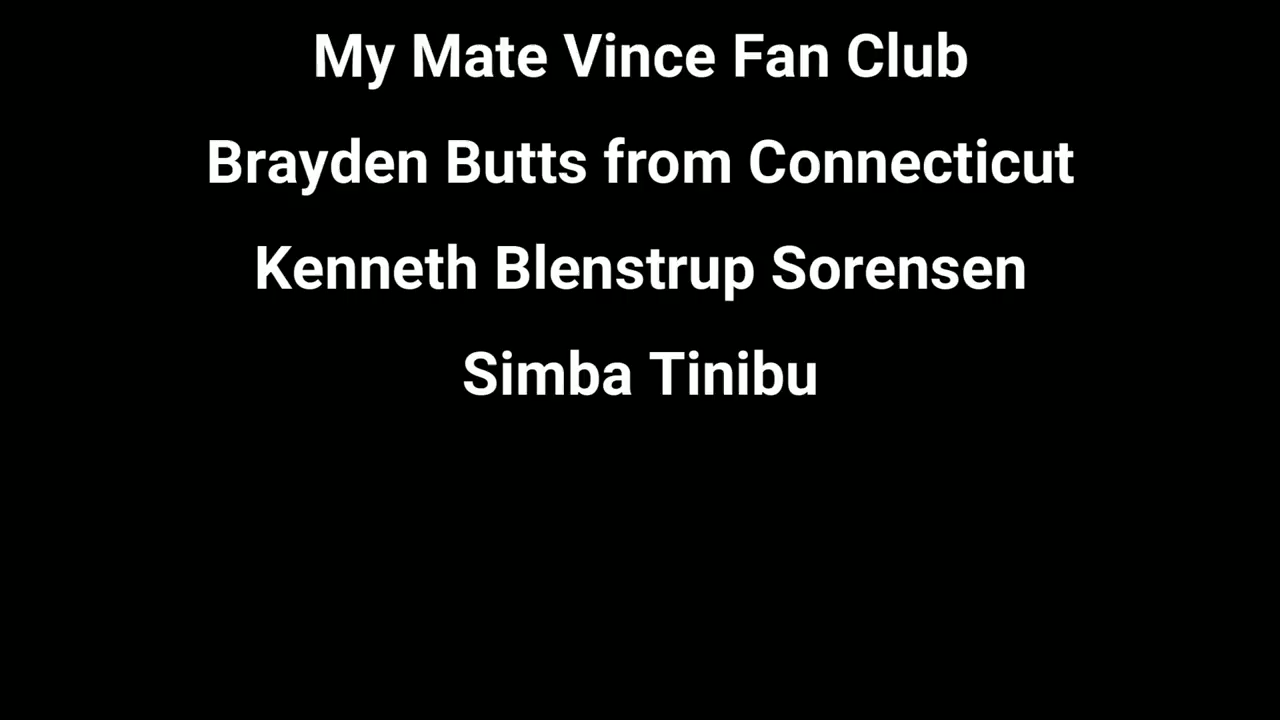 My Mate Vince Fan Club
Brayden Butts from Connecticut
Kenneth Blenstrup Sorensen
Simba Tinibu